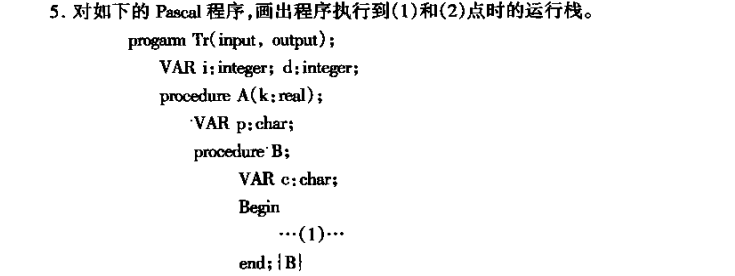 5. 对如下的 Pascal 程序,画出程序执行到(1)和(2)点时的运行栈。
progarm Tr(input, output);
VAR i:integer; d:integer;
procedure A(k:real);
VAR p:char;
procedure B;
VAR c:char;
Begin
…(1)…
end;{B}